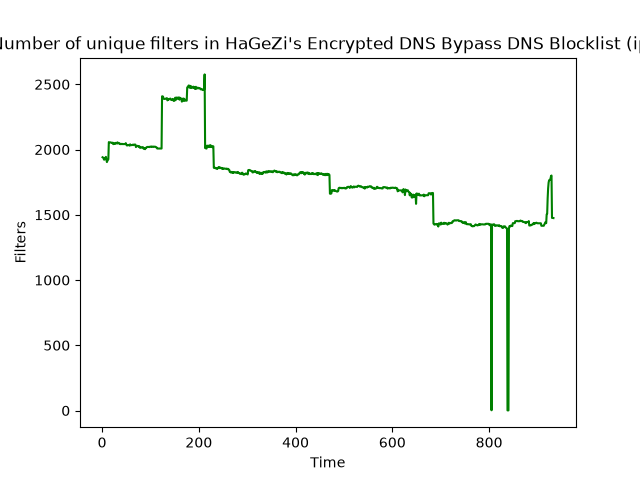 Number of unique filters in HaGeZi's Encrypted DNS Bypass DNS Blocklist (ip
2500
2000
1500
1000
500
0
Filters
0 200 400 600 800
Time